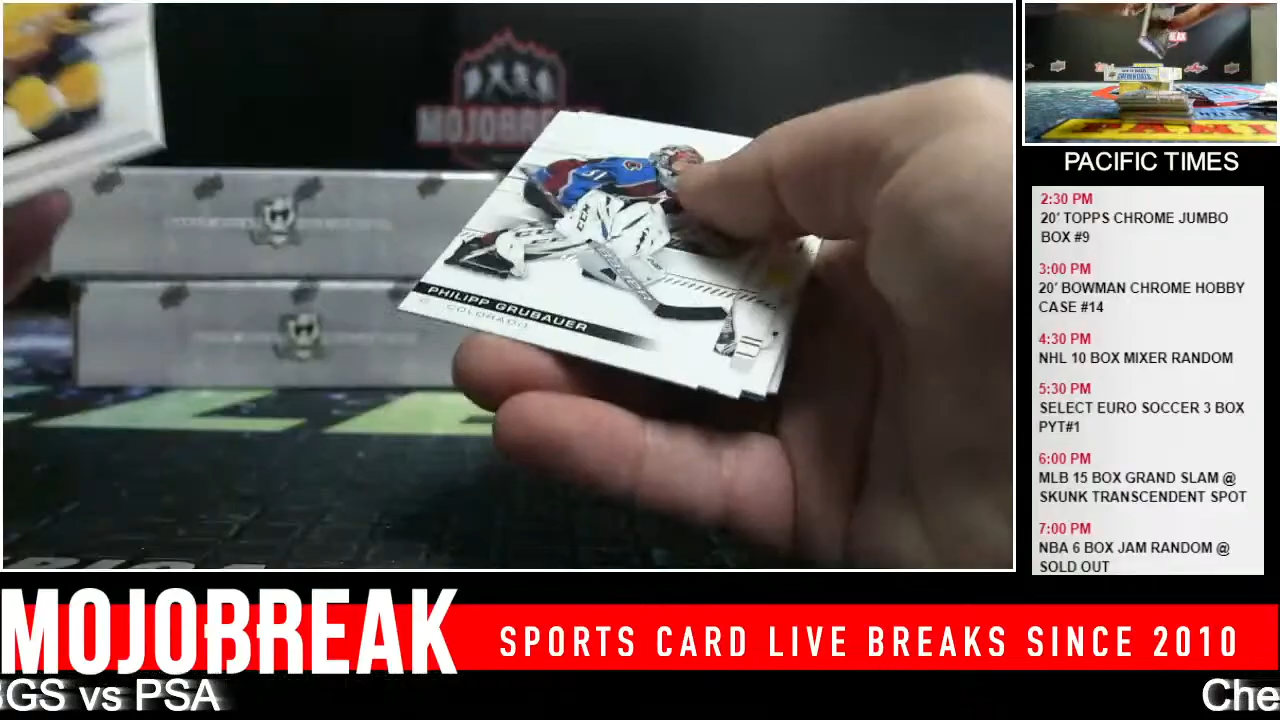 MOJOBREAK
31
CCM
PHILIPP GRUBAUER
G COLORADO
PACIFIC TIMES
2:30 PM
20' TOPPS CHROME JUMBO
BOX #9
3:00 PM
20' BOWMAN CHROME HOBBY
CASE #14
4:30 PM
NHL 10 BOX MIXER RANDOM
5:30 PM
SELECT EURO SOCCER 3 BOX
PYT#1
6:00 PM
MLB 15 BOX GRAND SLAM @
SKUNK TRANSCENDENT SPOT
7:00 PM
NBA 6 BOX JAM RANDOM @
SOLD OUT
MOJOBREAK
SPORTS CARD LIVE BREAKS SINCE 2010
BGS vs PSA
Che